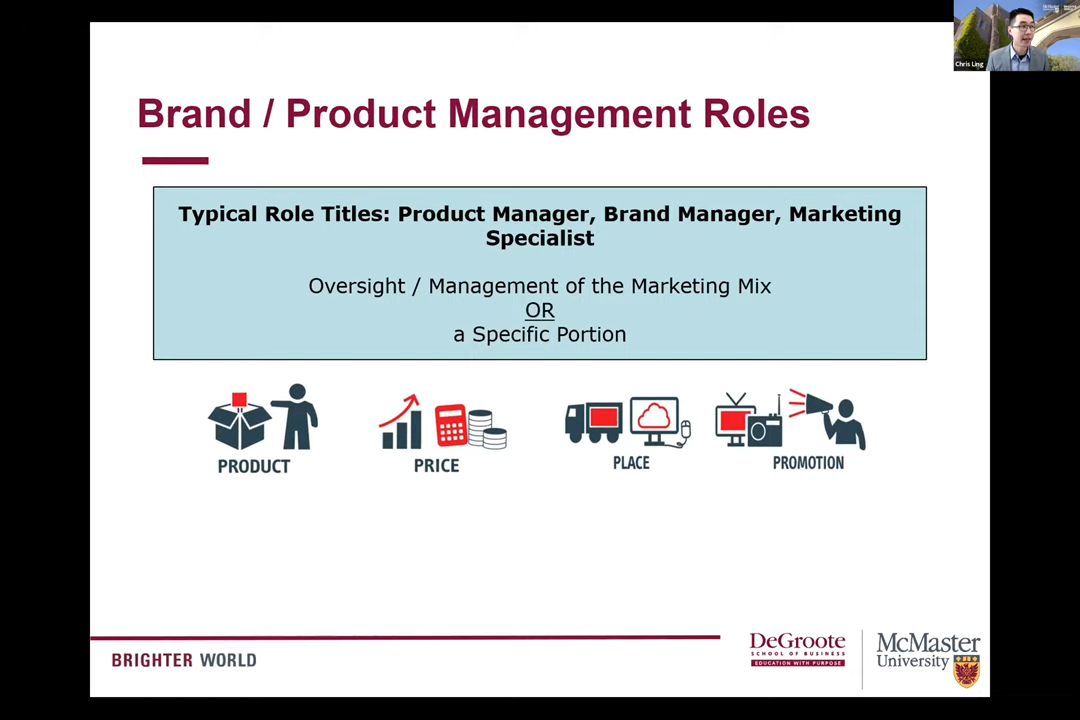 Chris Ling
Brand / Product Management Roles
Typical Role Titles: Product Manager, Brand Manager, Marketing
Specialist
Oversight / Management of the Marketing Mix
OR
a Specific Portion
PRODUCT
PRICE
PLACE
PROMOTION
BRIGHTER WORLD
DeGroote
SCHOOL OF BUSINESS
EDUCATION WITH PURPOSE
McMaster
University